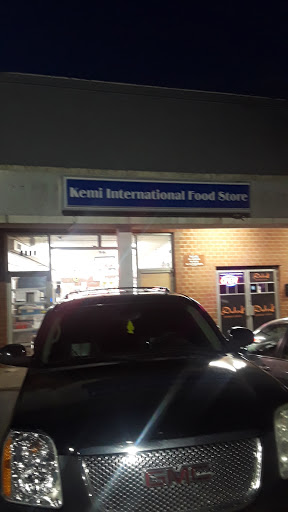 Kemi International Food Store
GMC